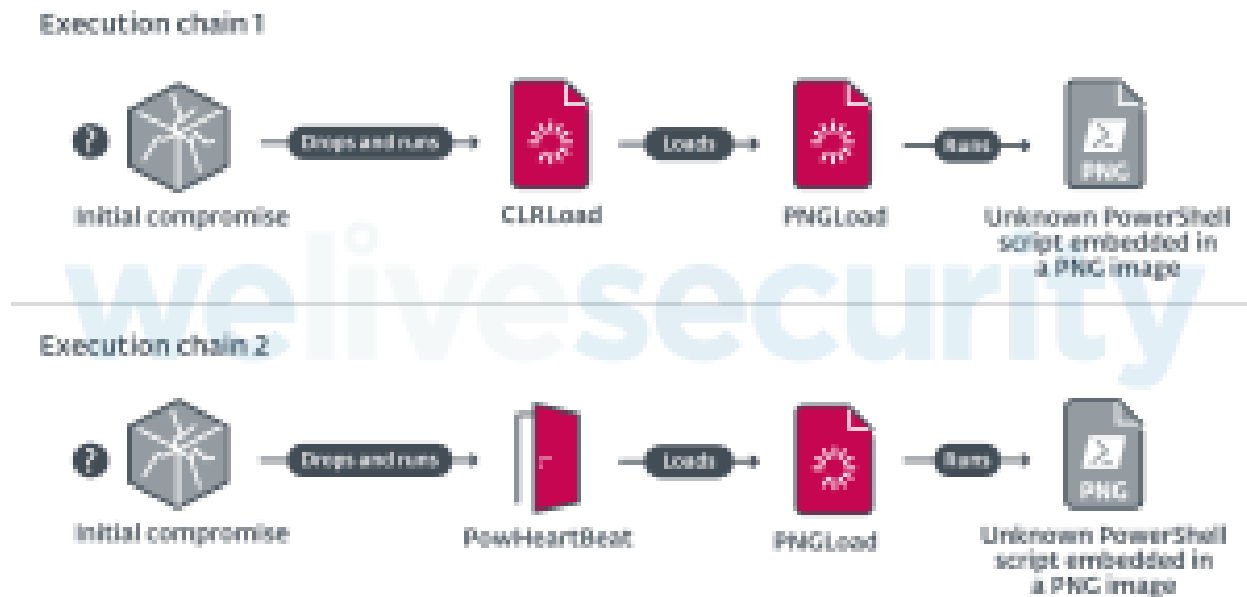 Execution chain 1
?
Drops and runs
Loads
Runs
PNG
Initial compromise
CLRLoad
PNGLoad
Unknown PowerShell
script embedded in
a PNG image
welivesecurity
Execution chain 2
?
Drops and runs
Loads
Runs
PNG
Initial compromise
PowHeartBeat
PNGLoad
Unknown PowerShell
script embedded in
a PNG image